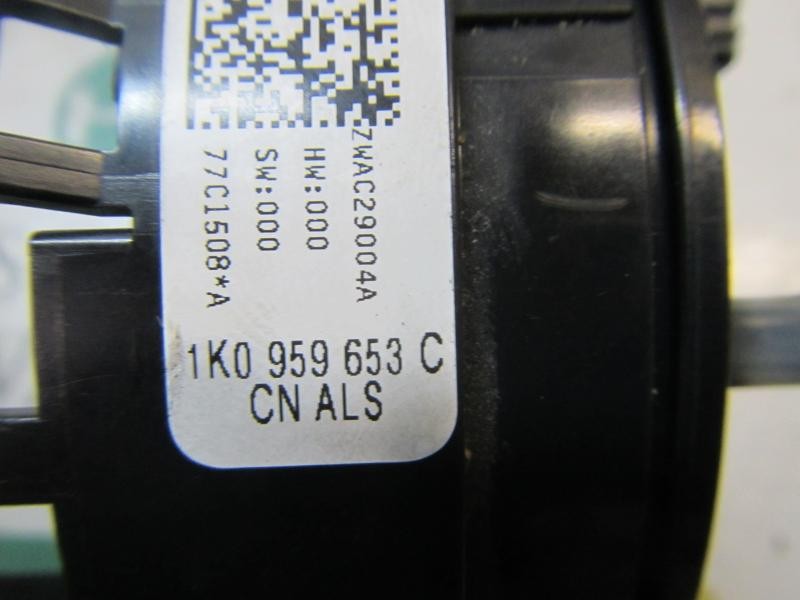 ZWAC29004A
HW:000
SW:000
77C1508*A
1K0 959 653 C
CN ALS